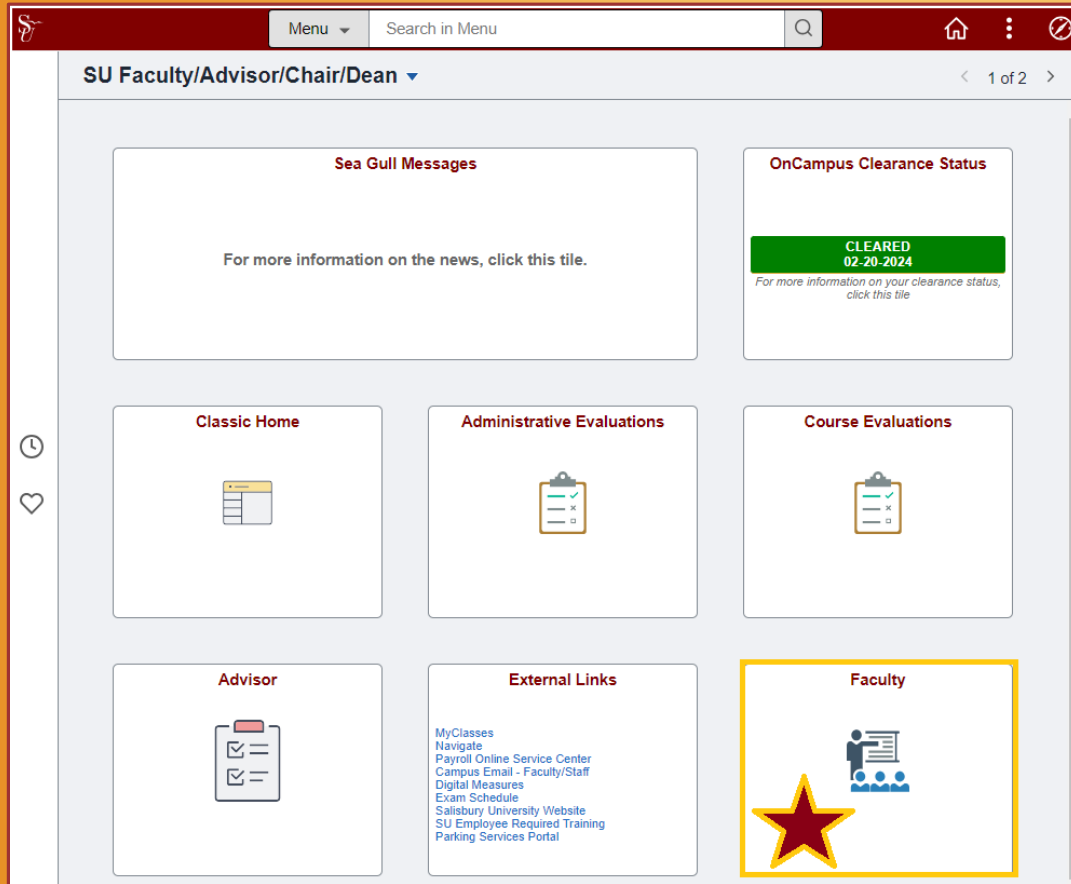 SU
Menu
Search in Menu
SU Faculty/Advisor/Chair/Dean
1 of 2
Sea Gull Messages
For more information on the news, click this tile.
OnCampus Clearance Status
CLEARED
02-20-2024
For more information on your clearance status,
click this tile
Classic Home
Administrative Evaluations
Course Evaluations
Advisor
External Links
MyClasses
Navigate
Payroll Online Service Center
Campus Email - Faculty/Staff
Digital Measures
Exam Schedule
Salisbury University Website
SU Employee Required Training
Parking Services Portal
Faculty